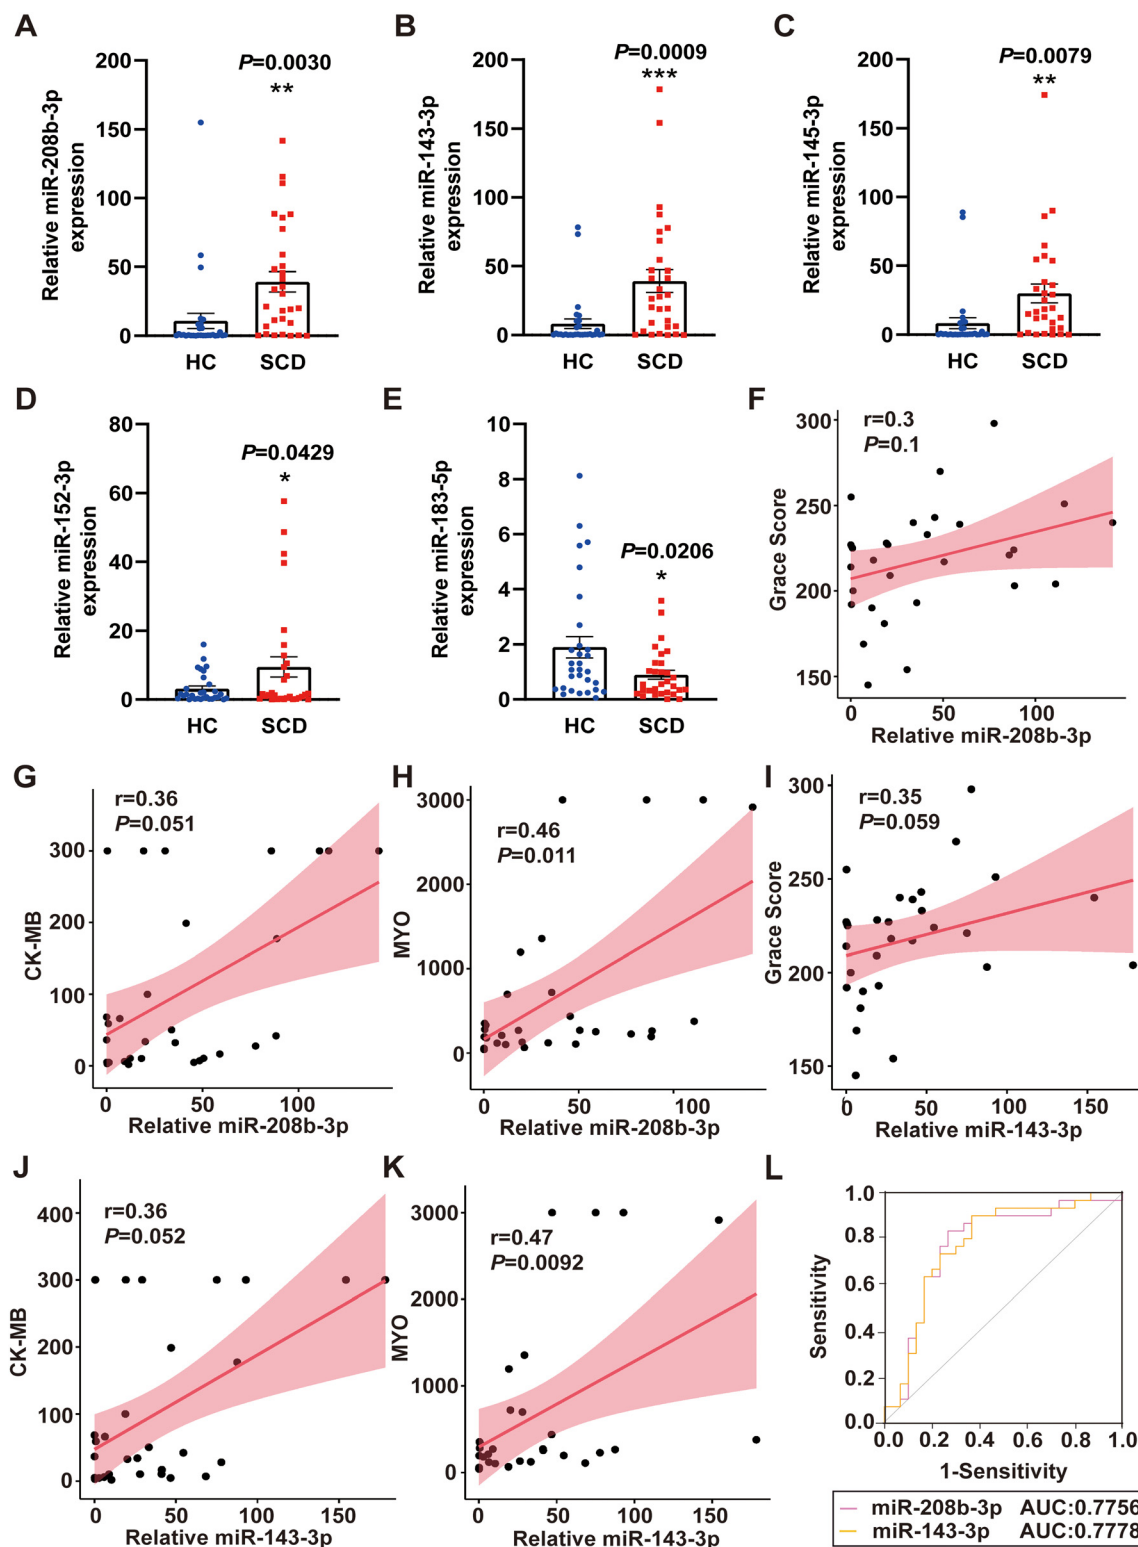 A
Relative miR-208b-3p
expression
P=0.0030
**
200
150
100
50
0
HC
SCD
B
Relative miR-143-3p
expression
P=0.0009
***
200
150
100
50
0
HC
SCD
C
Relative miR-145-3p
expression
P=0.0079
**
200
150
100
50
0
HC
SCD
D
Relative miR-152-3p
expression
P=0.0429
*
80
60
40
20
0
HC
SCD
E
Relative miR-183-5p
expression
P=0.0206
*
10
8
6
4
2
0
HC
SCD
F
Grace Score
r=0.3
P=0.1
300
250
200
150
0
50
100
Relative miR-208b-3p
G
CK-MB
r=0.36
P=0.051
300
200
100
0
0
50
100
Relative miR-208b-3p
H
MYO
r=0.46
P=0.011
3000
2000
1000
0
0
50
100
Relative miR-208b-3p
I
Grace Score
r=0.35
P=0.059
300
250
200
150
0
50
100
150
Relative miR-143-3p
J
CK-MB
r=0.36
P=0.052
400
300
200
100
0
0
50
100
150
Relative miR-143-3p
K
MYO
r=0.47
P=0.0092
3000
2000
1000
0
0
50
100
150
Relative miR-143-3p
L
Sensitivity
1.0
0.8
0.6
0.4
0.2
0.0
0.0
0.2
0.4
0.6
0.8
1.0
1-Sensitivity
miR-208b-3p AUC:0.7756
miR-143-3p AUC:0.7778